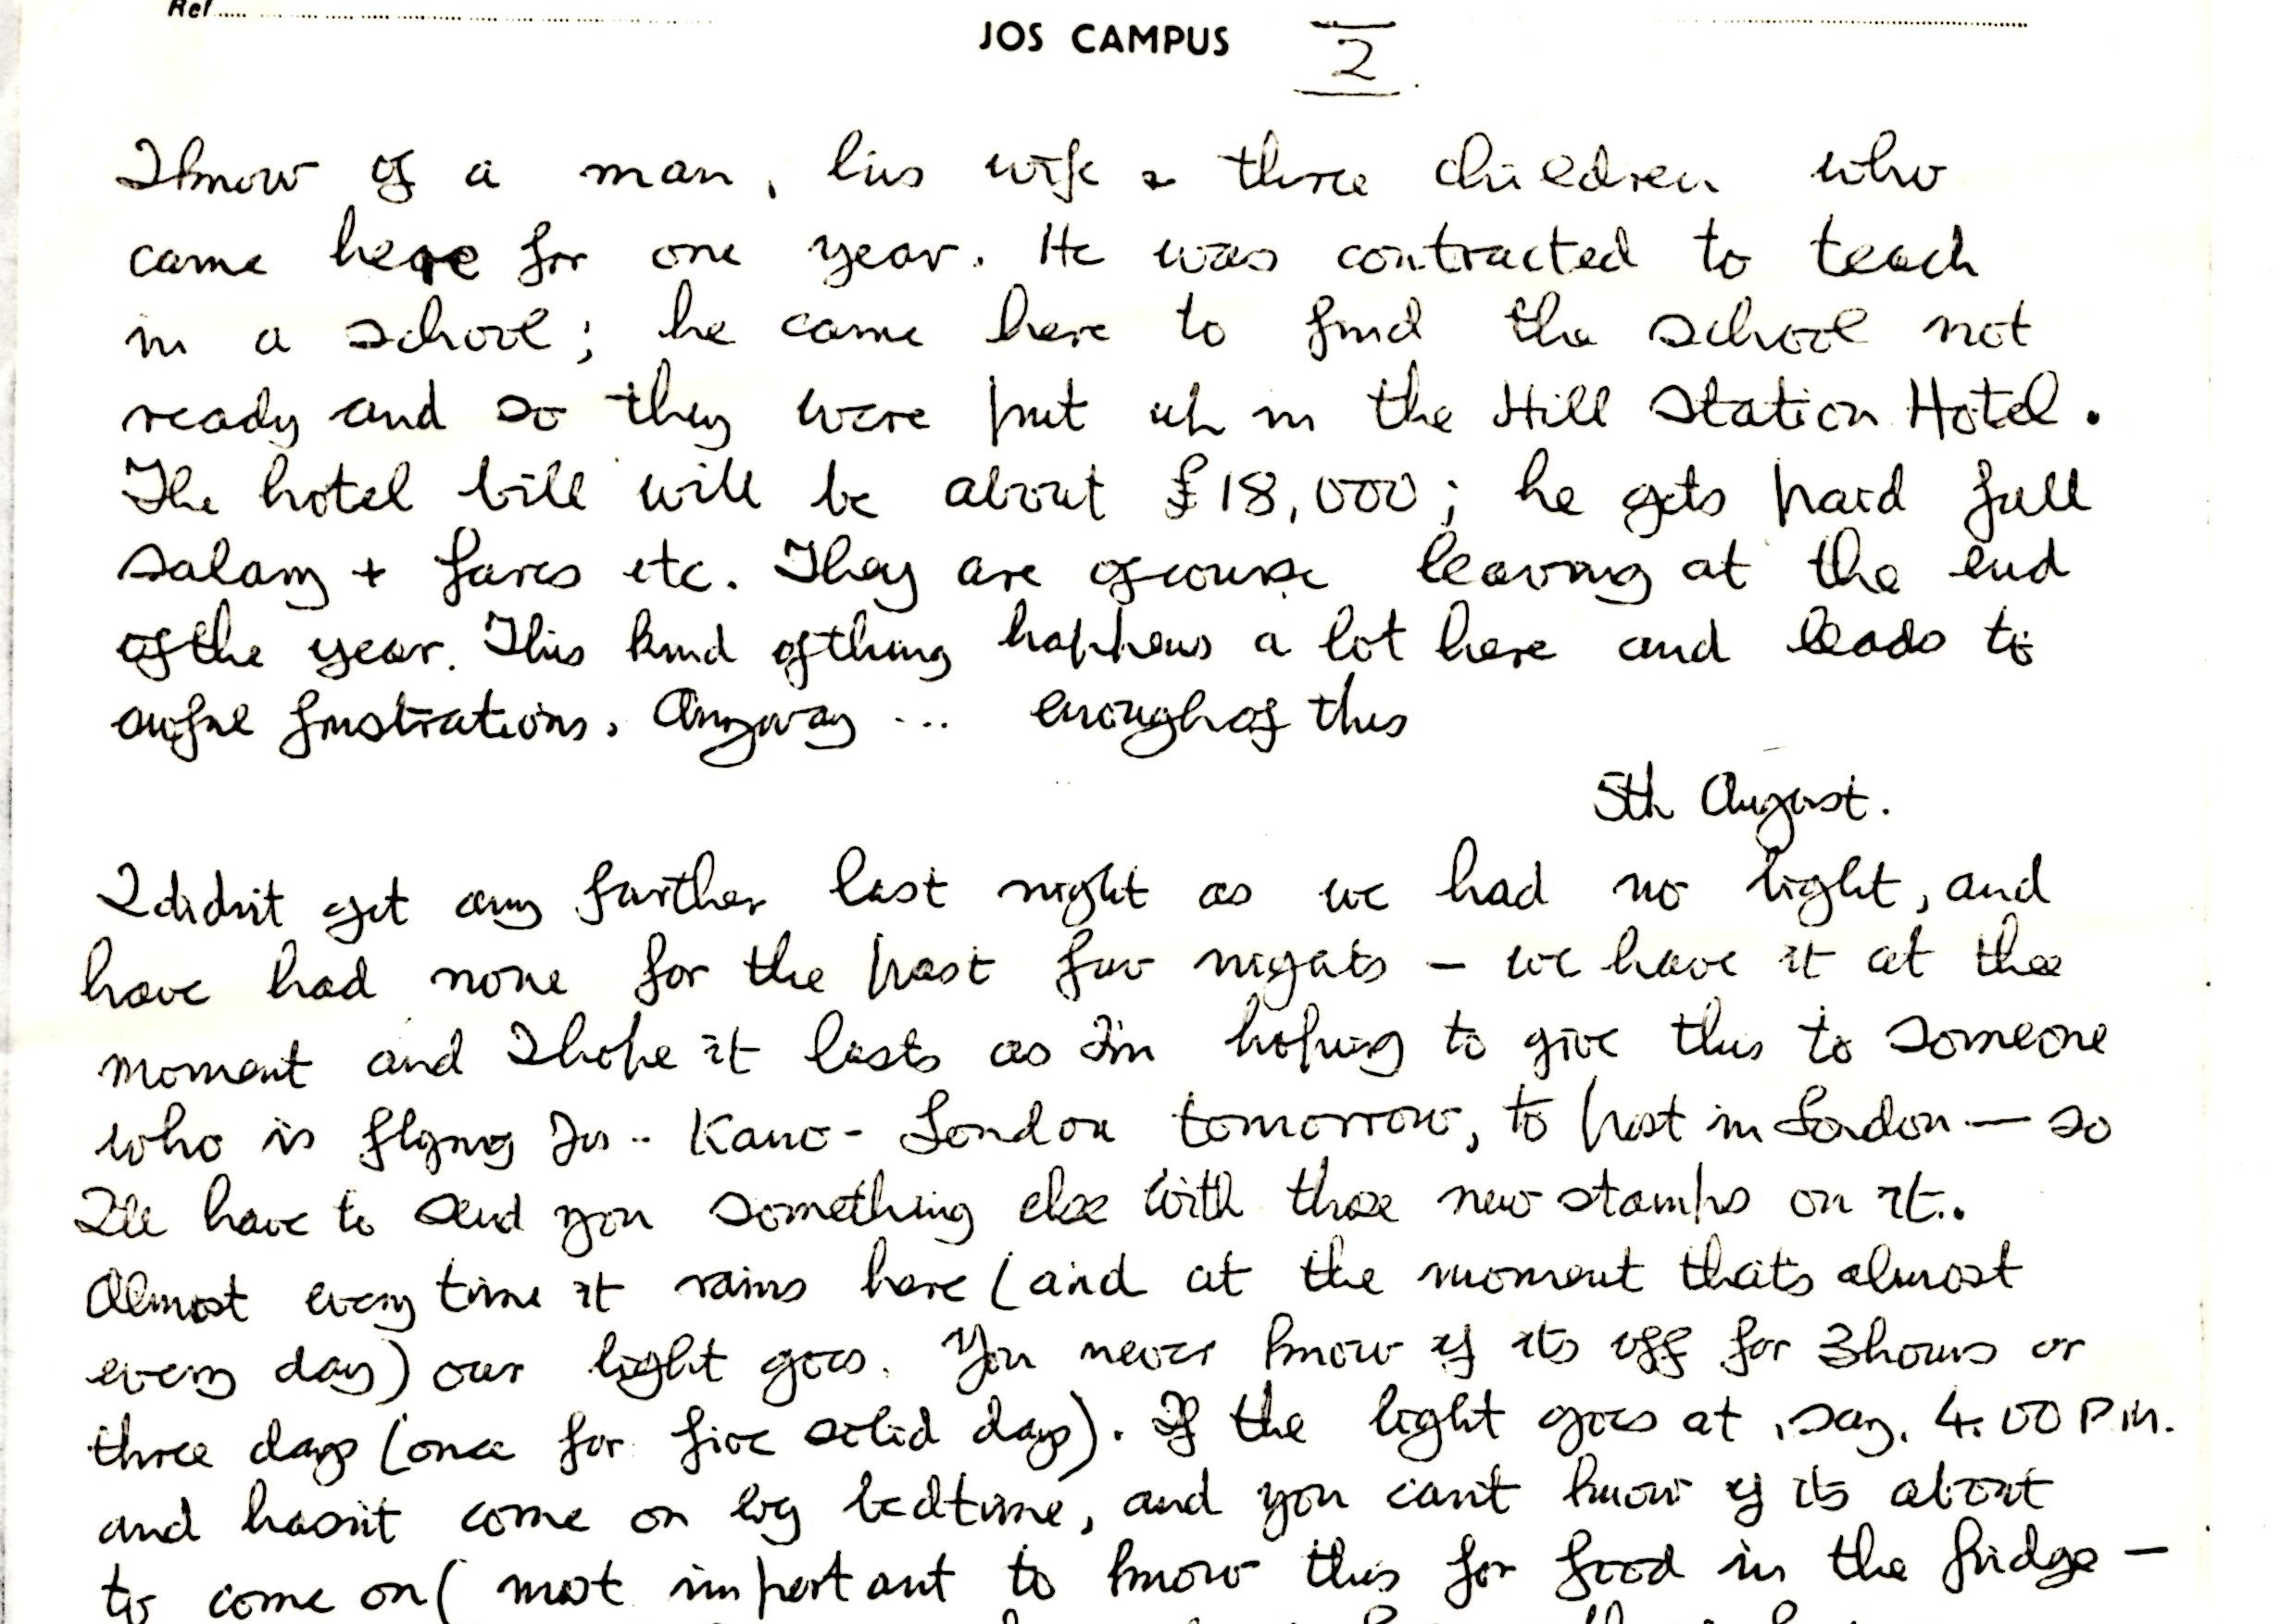 Ref
JOS CAMPUS 2
I know of a man, his wife & three children who
came here for one year. He was contracted to teach
in a school; he came here to find the school not
ready and so they were put up in the Hill Station Hotel.
The hotel bill will be about £18,000; he gets paid full
salary + fares etc. They are of course leaving at the end
of the year. This kind of thing happens a lot here and leads to
awful frustrations. Anyway ... enough of this
5th August.
I didn't get any further last night as we had no light, and
have had none for the past few nights – we have it at the
moment and I hope it lasts as I'm hoping to give this to someone
who is flying Jos - Kano - London tomorrow, to post in London — so
I'll have to send you something else with those new stamps on it..
Almost every time it rains here (and at the moment thats almost
every day) our light goes. You never know if its off for 3 hours or
three days (once for five solid days). If the light goes at, say, 4.00 P.M.
and hasn't come on by bedtime, and you can't know if its about
to come on (most important to know this for food in the fridge –